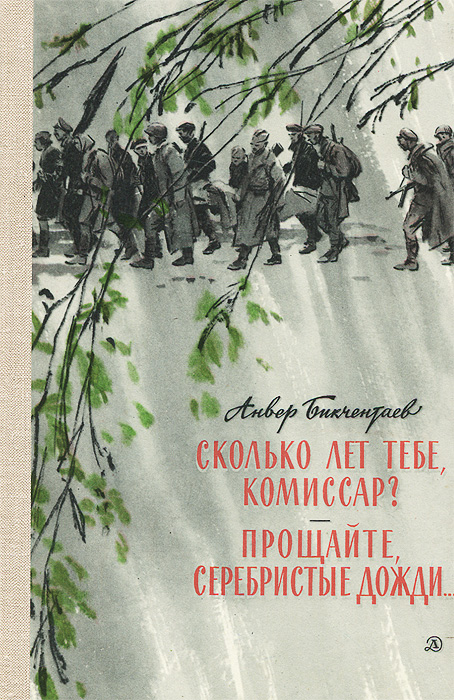 Анвер Бикчентаев
СКОЛЬКО ЛЕТ ТЕБЕ,
КОМИССАР?
—
ПРОЩАЙТЕ,
СЕРЕБРИСТЫЕ ДОЖДИ...
Д